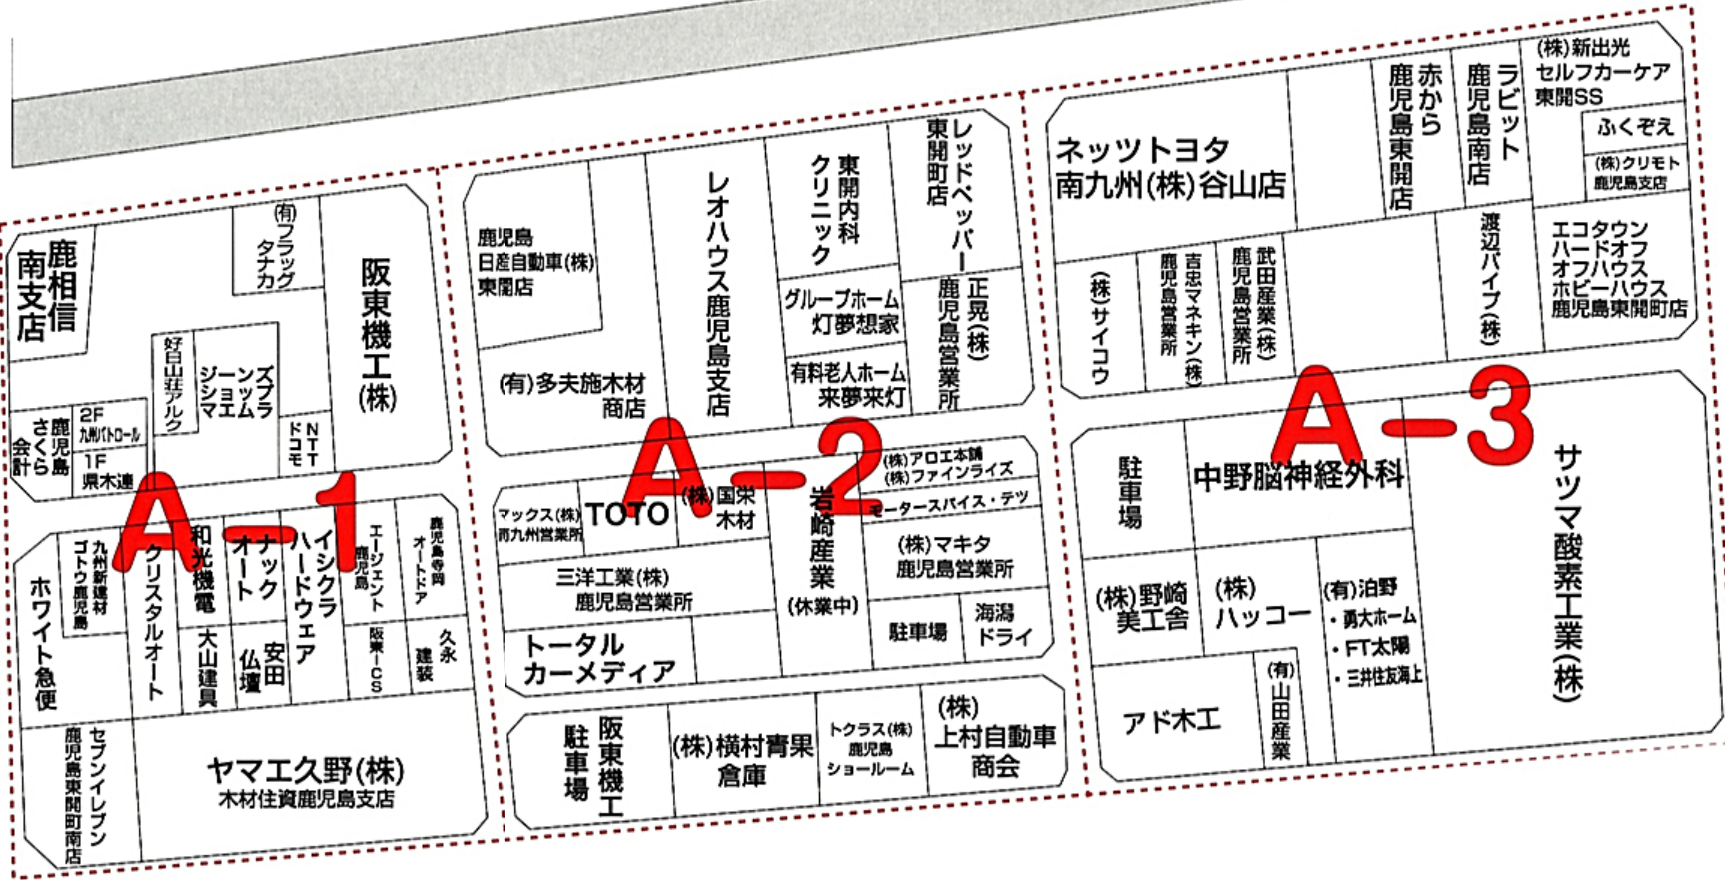 鹿相信
南支店
(有)
フラッグ
タナカ
阪東機工(株)
好日山荘アルク
ジーンズ
ションップラ
マエム
NTT
ドコモ
鹿児島
さくら
会計
2F
九州パトロール
1F
県木連
A-1
ホワイト急便
九州新建材
ゴトウ鹿児島
クリスタルオート
和光機電
大山建具
ナック
オート
安田
仏壇
イシクラ
ハードウェア
エージェント
鹿児島
阪東ICS
鹿児島寺岡
オートドア
久永
建装
セブンイレブン
鹿児島東開町南店
ヤマエ久野(株)
木材住資鹿児島支店
鹿児島
日産自動車(株)
東開店
(有)多夫施木材
商店
レオハウス鹿児島支店
東開内科
クリニック
グループホーム
灯夢想家
有料老人ホーム
来夢来灯
レッドペッパー
東開町店
正晃(株)
鹿児島営業所
A-2
マックス(株)
南九州営業所
TOTO
(株)国栄
木材
三洋工業(株)
鹿児島営業所
トータル
カーメディア
岩崎産業
(休業中)
(株)アロエ本舗
(株)ファインライズ
モータースパイス・テツ
(株)マキタ
鹿児島営業所
駐車場
海潟
ドライ
阪東機工
駐車場
(株)横村青果
倉庫
トクラス(株)
鹿児島
ショールーム
(株)
上村自動車
商会
ネッツトヨタ
南九州(株)谷山店
赤から
鹿児島東開店
ラビット
鹿児島南店
(株)新出光
セルフカーケア
東開SS
ふくぞえ
(株)クリモト
鹿児島支店
(株)サイコウ
吉忠マネキン(株)
鹿児島営業所
武田産業(株)
鹿児島営業所
渡辺パイプ(株)
エコタウン
ハードオフ
オフハウス
ホビーハウス
鹿児島東開町店
A-3
駐車場
中野脳神経外科
サツマ酸素工業(株)
(株)野崎
美工舎
(株)
ハッコー
(有)泊野
・勇大ホーム
・FT太陽
・三井住友海上
アド木工
(有)山田産業